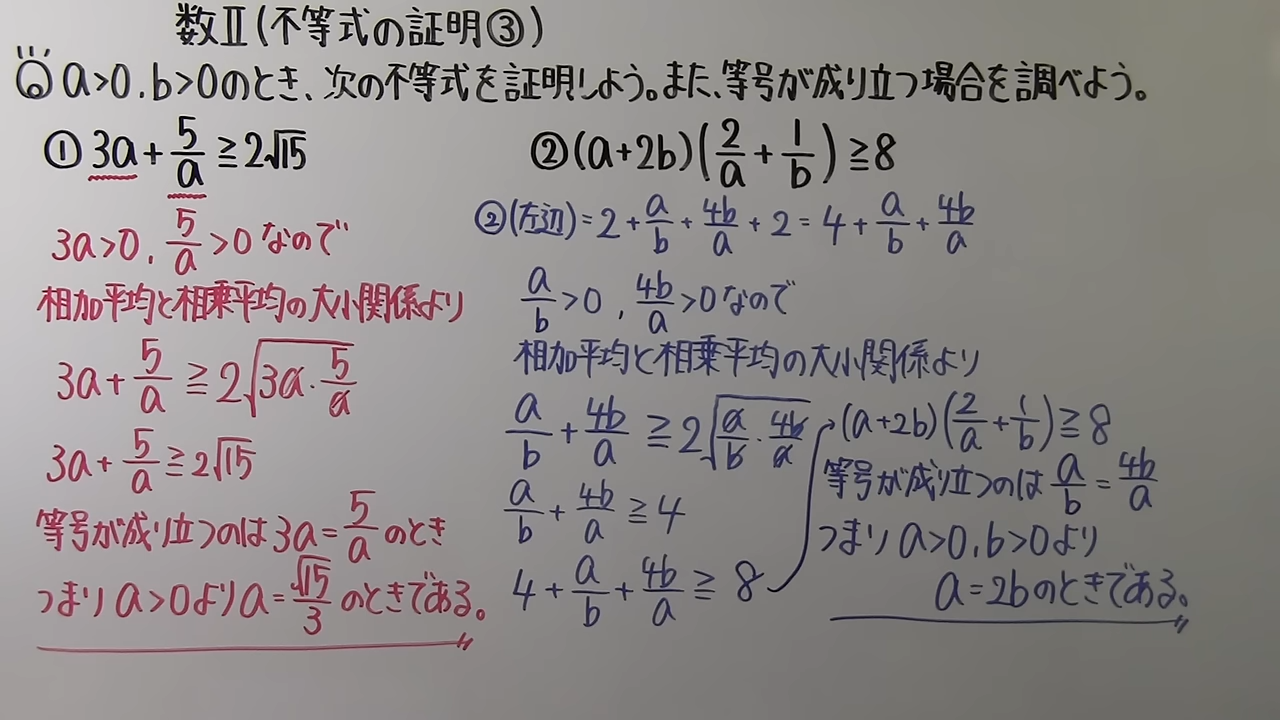 数Ⅱ(不等式の証明③)
a>0, b>0のとき、次の不等式を証明しよう。また、等号が成り立つ場合を調べよう。
① 3a+5/a≧2√15
3a>0, 5/a>0なので
相加平均と相乗平均の大小関係より
3a+5/a≧2√(3a・5/a)
3a+5/a≧2√15
等号が成り立つのは3a=5/aのとき
つまりa>0よりa=√15/3のときである。
②(a+2b)(2/a+1/b)≧8
②(左辺)=2+a/b+4b/a+2=4+a/b+4b/a
a/b>0, 4b/a>0なので
相加平均と相乗平均の大小関係より
a/b+4b/a≧2√(a/b・4b/a)
a/b+4b/a≧4
4+a/b+4b/a≧8
(a+2b)(2/a+1/b)≧8
等号が成り立つのはa/b=4b/a
つまりa>0, b>0より
a=2bのときである。